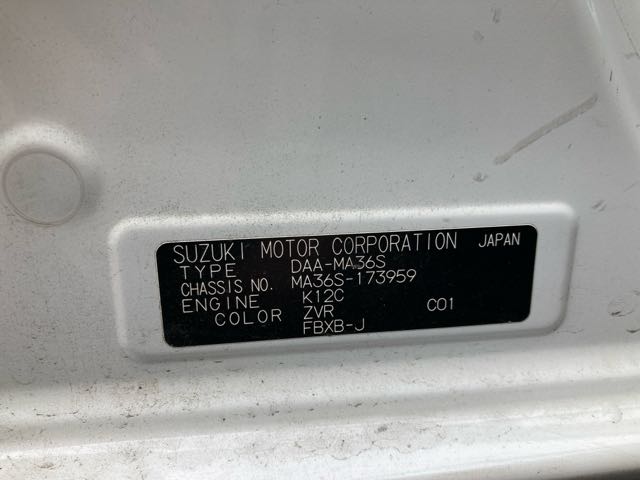 SUZUKI MOTOR CORPORATION JAPAN
TYPE DAA-MA36S
CHASSIS NO. MA36S-173959
ENGINE K12C
COLOR ZVR C01
FBXB-J